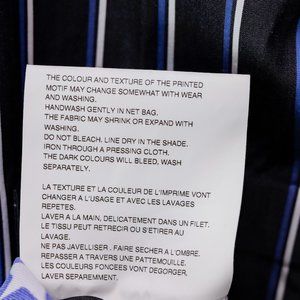 THE COLOUR AND TEXTURE OF THE PRINTED
MOTIF MAY CHANGE SOMEWHAT WITH WEAR
AND WASHING.
HANDWASH GENTLY IN NET BAG.
THE FABRIC MAY SHRINK OR EXPAND WITH
WASHING.
DO NOT BLEACH. LINE DRY IN THE SHADE.
IRON THROUGH A PRESSING CLOTH.
THE DARK COLOURS WILL BLEED, WASH
SEPARATELY.
LA TEXTURE ET LA COULEUR DE L'IMPRIME VONT
CHANGER A L'USAGE ET AVEC LES LAVAGES
REPETES.
LAVER A LA MAIN, DELICATEMENT DANS UN FILET.
LE TISSU PEUT RETRECIR OU S'ETIRER AU
LAVAGE.
NE PAS JAVELLISER . FAIRE SECHER A L'OMBRE.
REPASSER A TRAVERS UNE PATTEMOUILLE.
LES COULEURS FONCEES VONT DEGORGER,
LAVER SEPAREMENT.